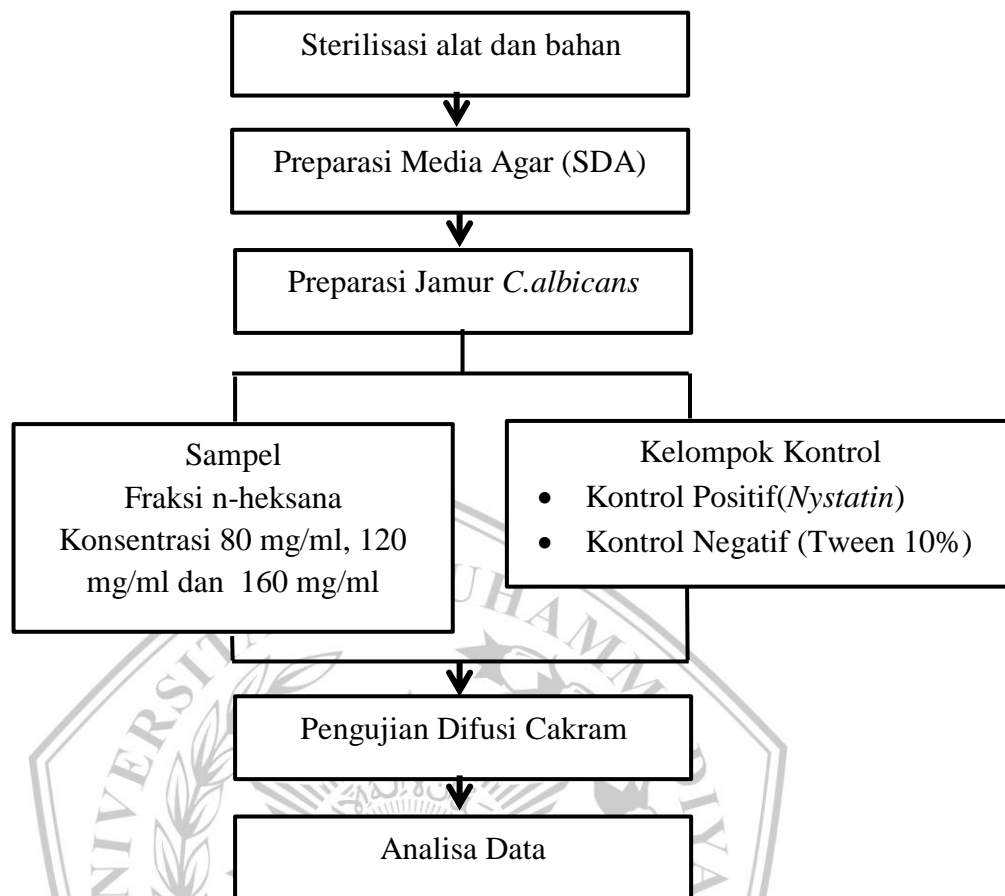 Sterilisasi alat dan bahan
Preparasi Media Agar (SDA)
Preparasi Jamur C.albicans
Sampel
Fraksi n-heksana
Konsentrasi 80 mg/ml, 120
mg/ml dan 160 mg/ml
Kelompok Kontrol
• Kontrol Positif(Nystatin)
• Kontrol Negatif (Tween 10%)
Pengujian Difusi Cakram
Analisa Data